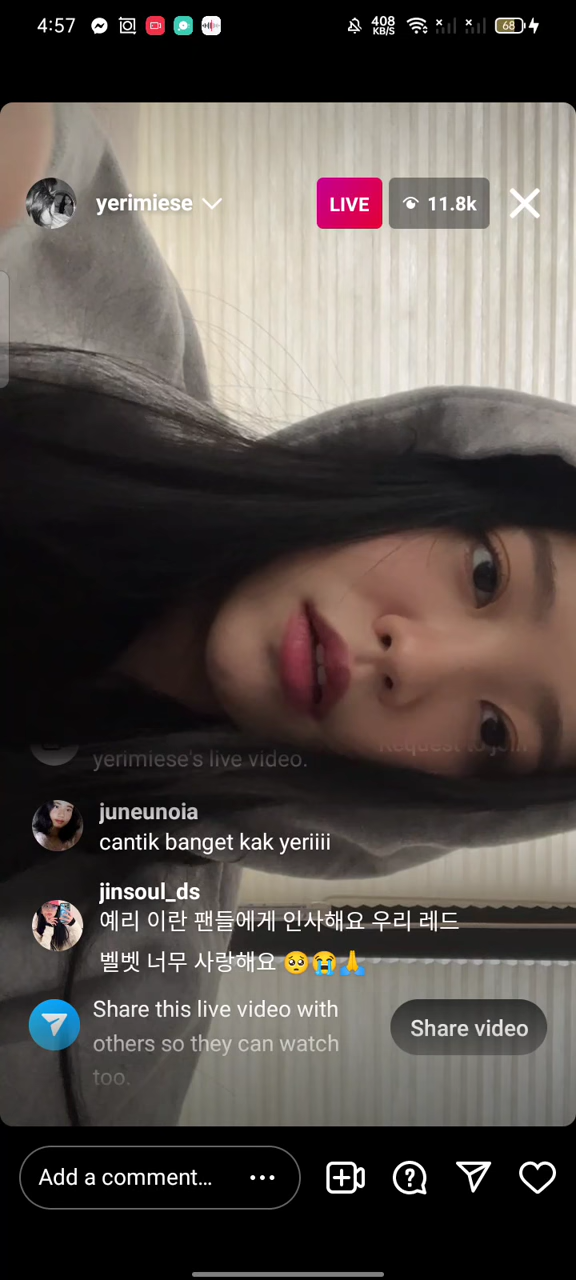 4:57
408
KB/S
68
yerimiese
LIVE
11.8k
Request to join
yerimiese's live video.
juneunoia
cantik banget kak yeriiii
jinsoul_ds
예리 이란 팬들에게 인사해요 우리 레드
벨벳 너무 사랑해요 🥺😭🙏
Share this live video with
others so they can watch
too.
Share video
Add a comment...